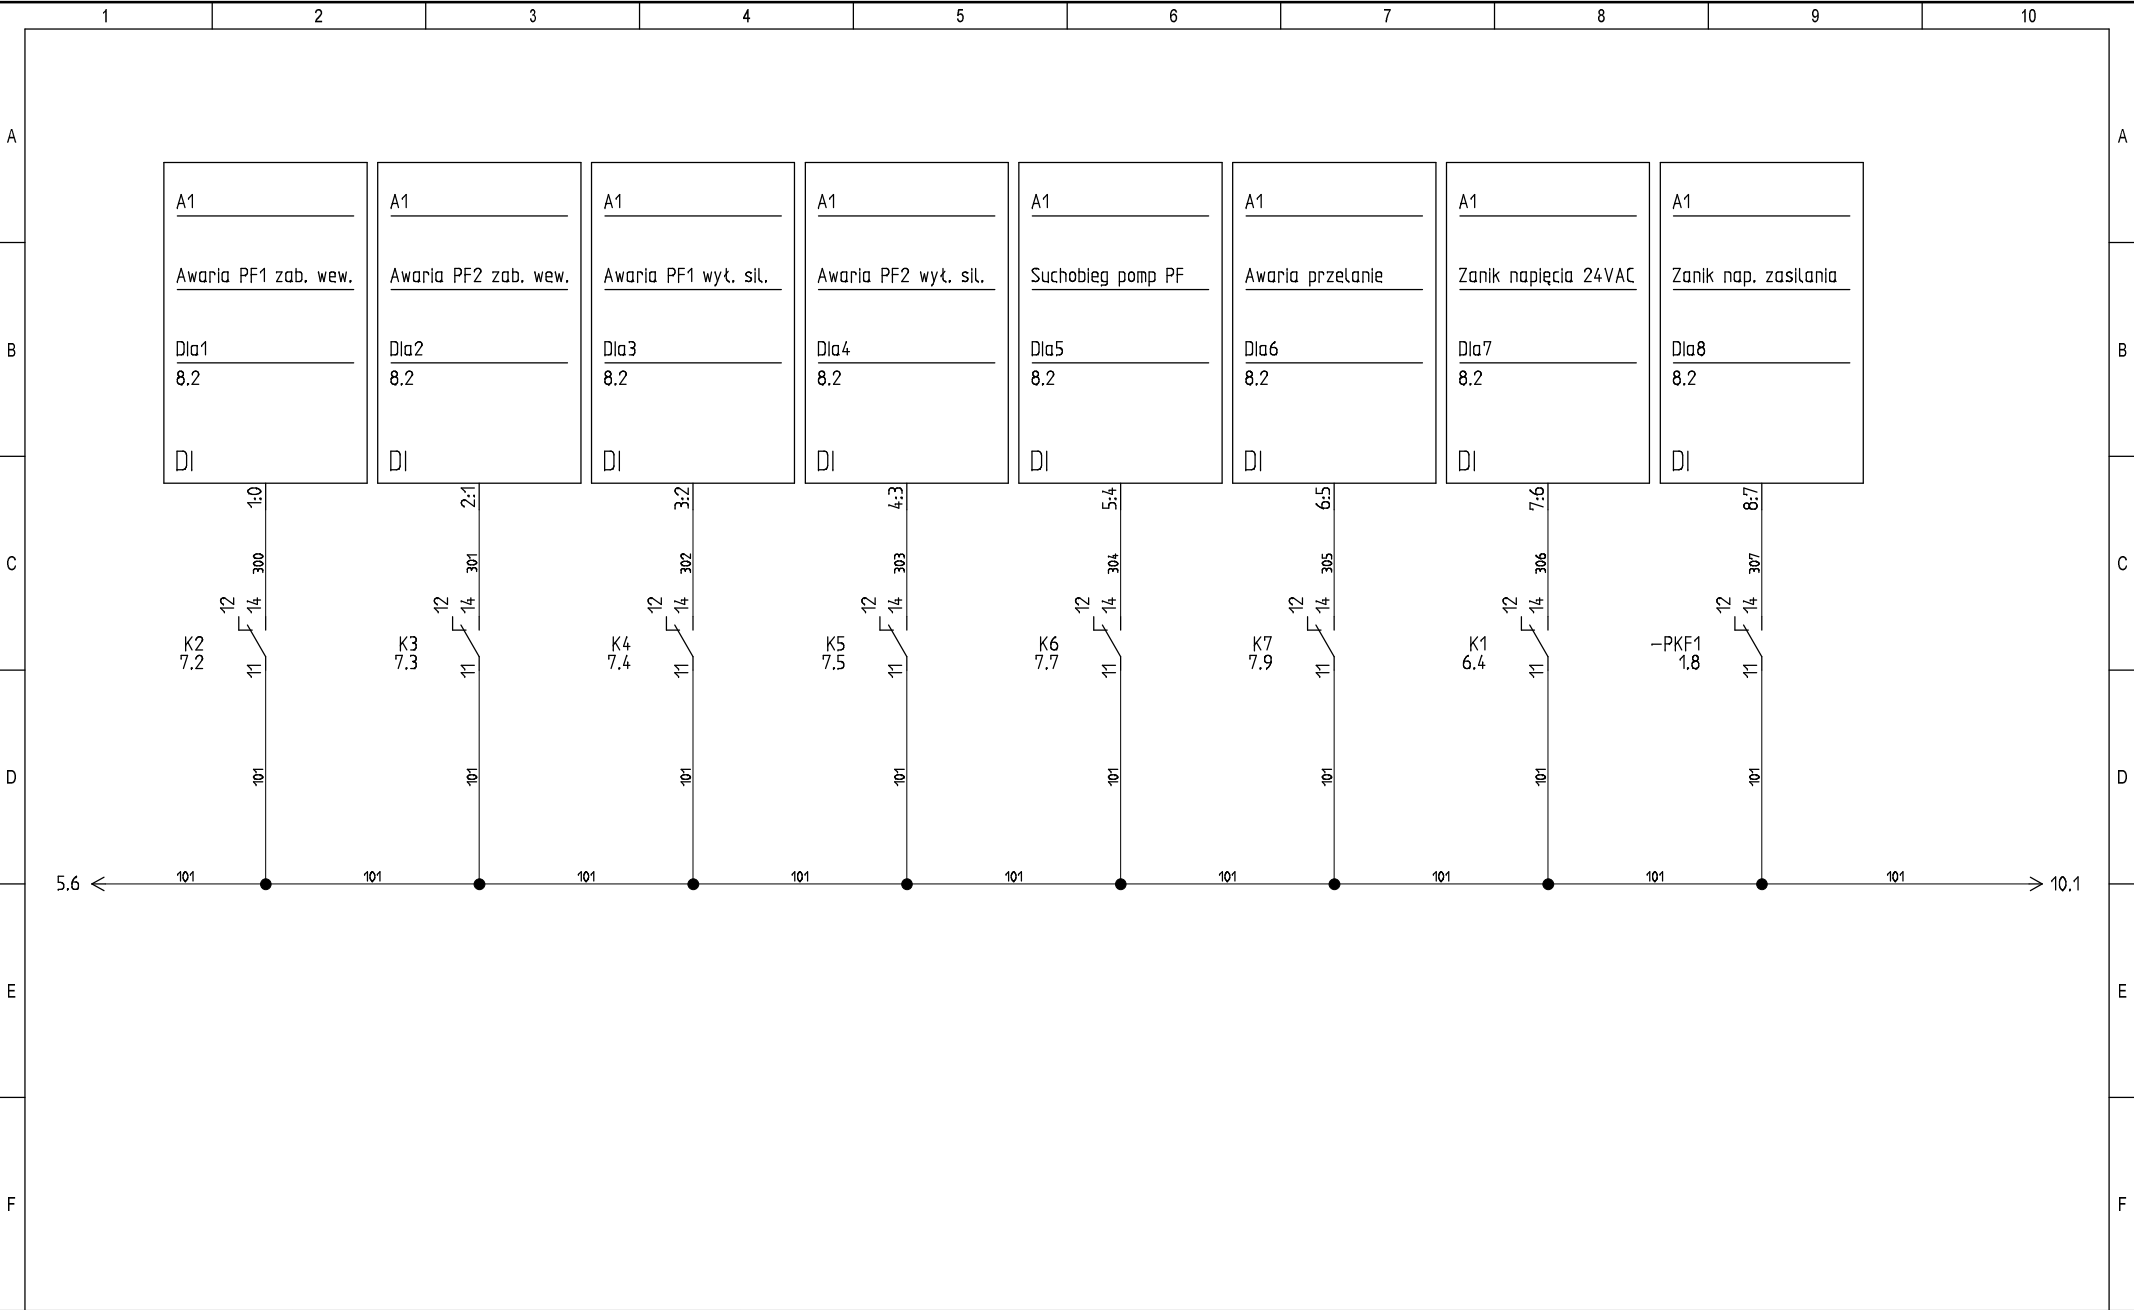 1 2 3 4 5 6 7 8 9 10
A A
A1 A1 A1 A1 A1 A1 A1 A1
Awaria PF1 zab. wew. Awaria PF2 zab. wew. Awaria PF1 wył. sil. Awaria PF2 wył. sil. Suchobieg pomp PF Awaria przelanie Zanik napięcia 24VAC Zanik nap. zasilania
B B
DIa1 DIa2 DIa3 DIa4 DIa5 DIa6 DIa7 DIa8
8.2 8.2 8.2 8.2 8.2 8.2 8.2 8.2
DI DI DI DI DI DI DI DI
1:0 2:1 3:2 4:3 5:4 6:5 7:6 8:7
C C
300 301 302 303 304 305 306 307
12 14 12 14 12 14 12 14 12 14 12 14 12 14 12 14
K2 K3 K4 K5 K6 K7 K1 -PKF1
7.2 7.3 7.4 7.5 7.7 7.9 6.4 1.8
11 11 11 11 11 11 11 11
D D
101 101 101 101 101 101 101 101
101 101 101 101 101 101 101 101 101
5.6 10.1
E E
F F